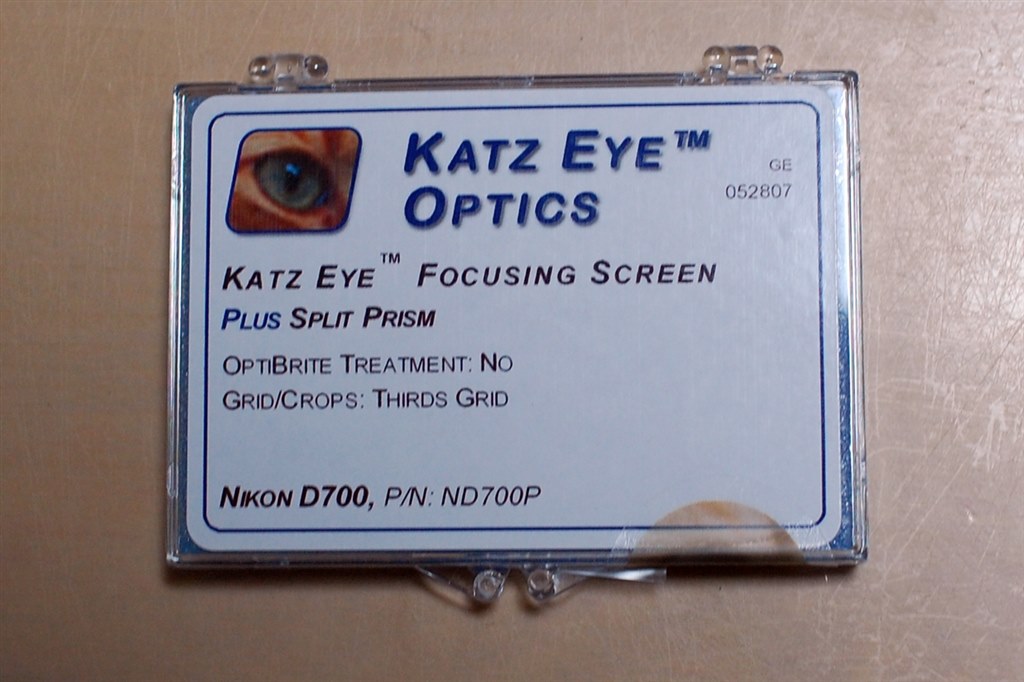 KATZ EYE™
OPTICS
GE
052807
KATZ EYE™ FOCUSING SCREEN
PLUS SPLIT PRISM
OPTIBRITE TREATMENT: NO
GRID/CROPS: THIRDS GRID
NIKON D700, P/N: ND700P